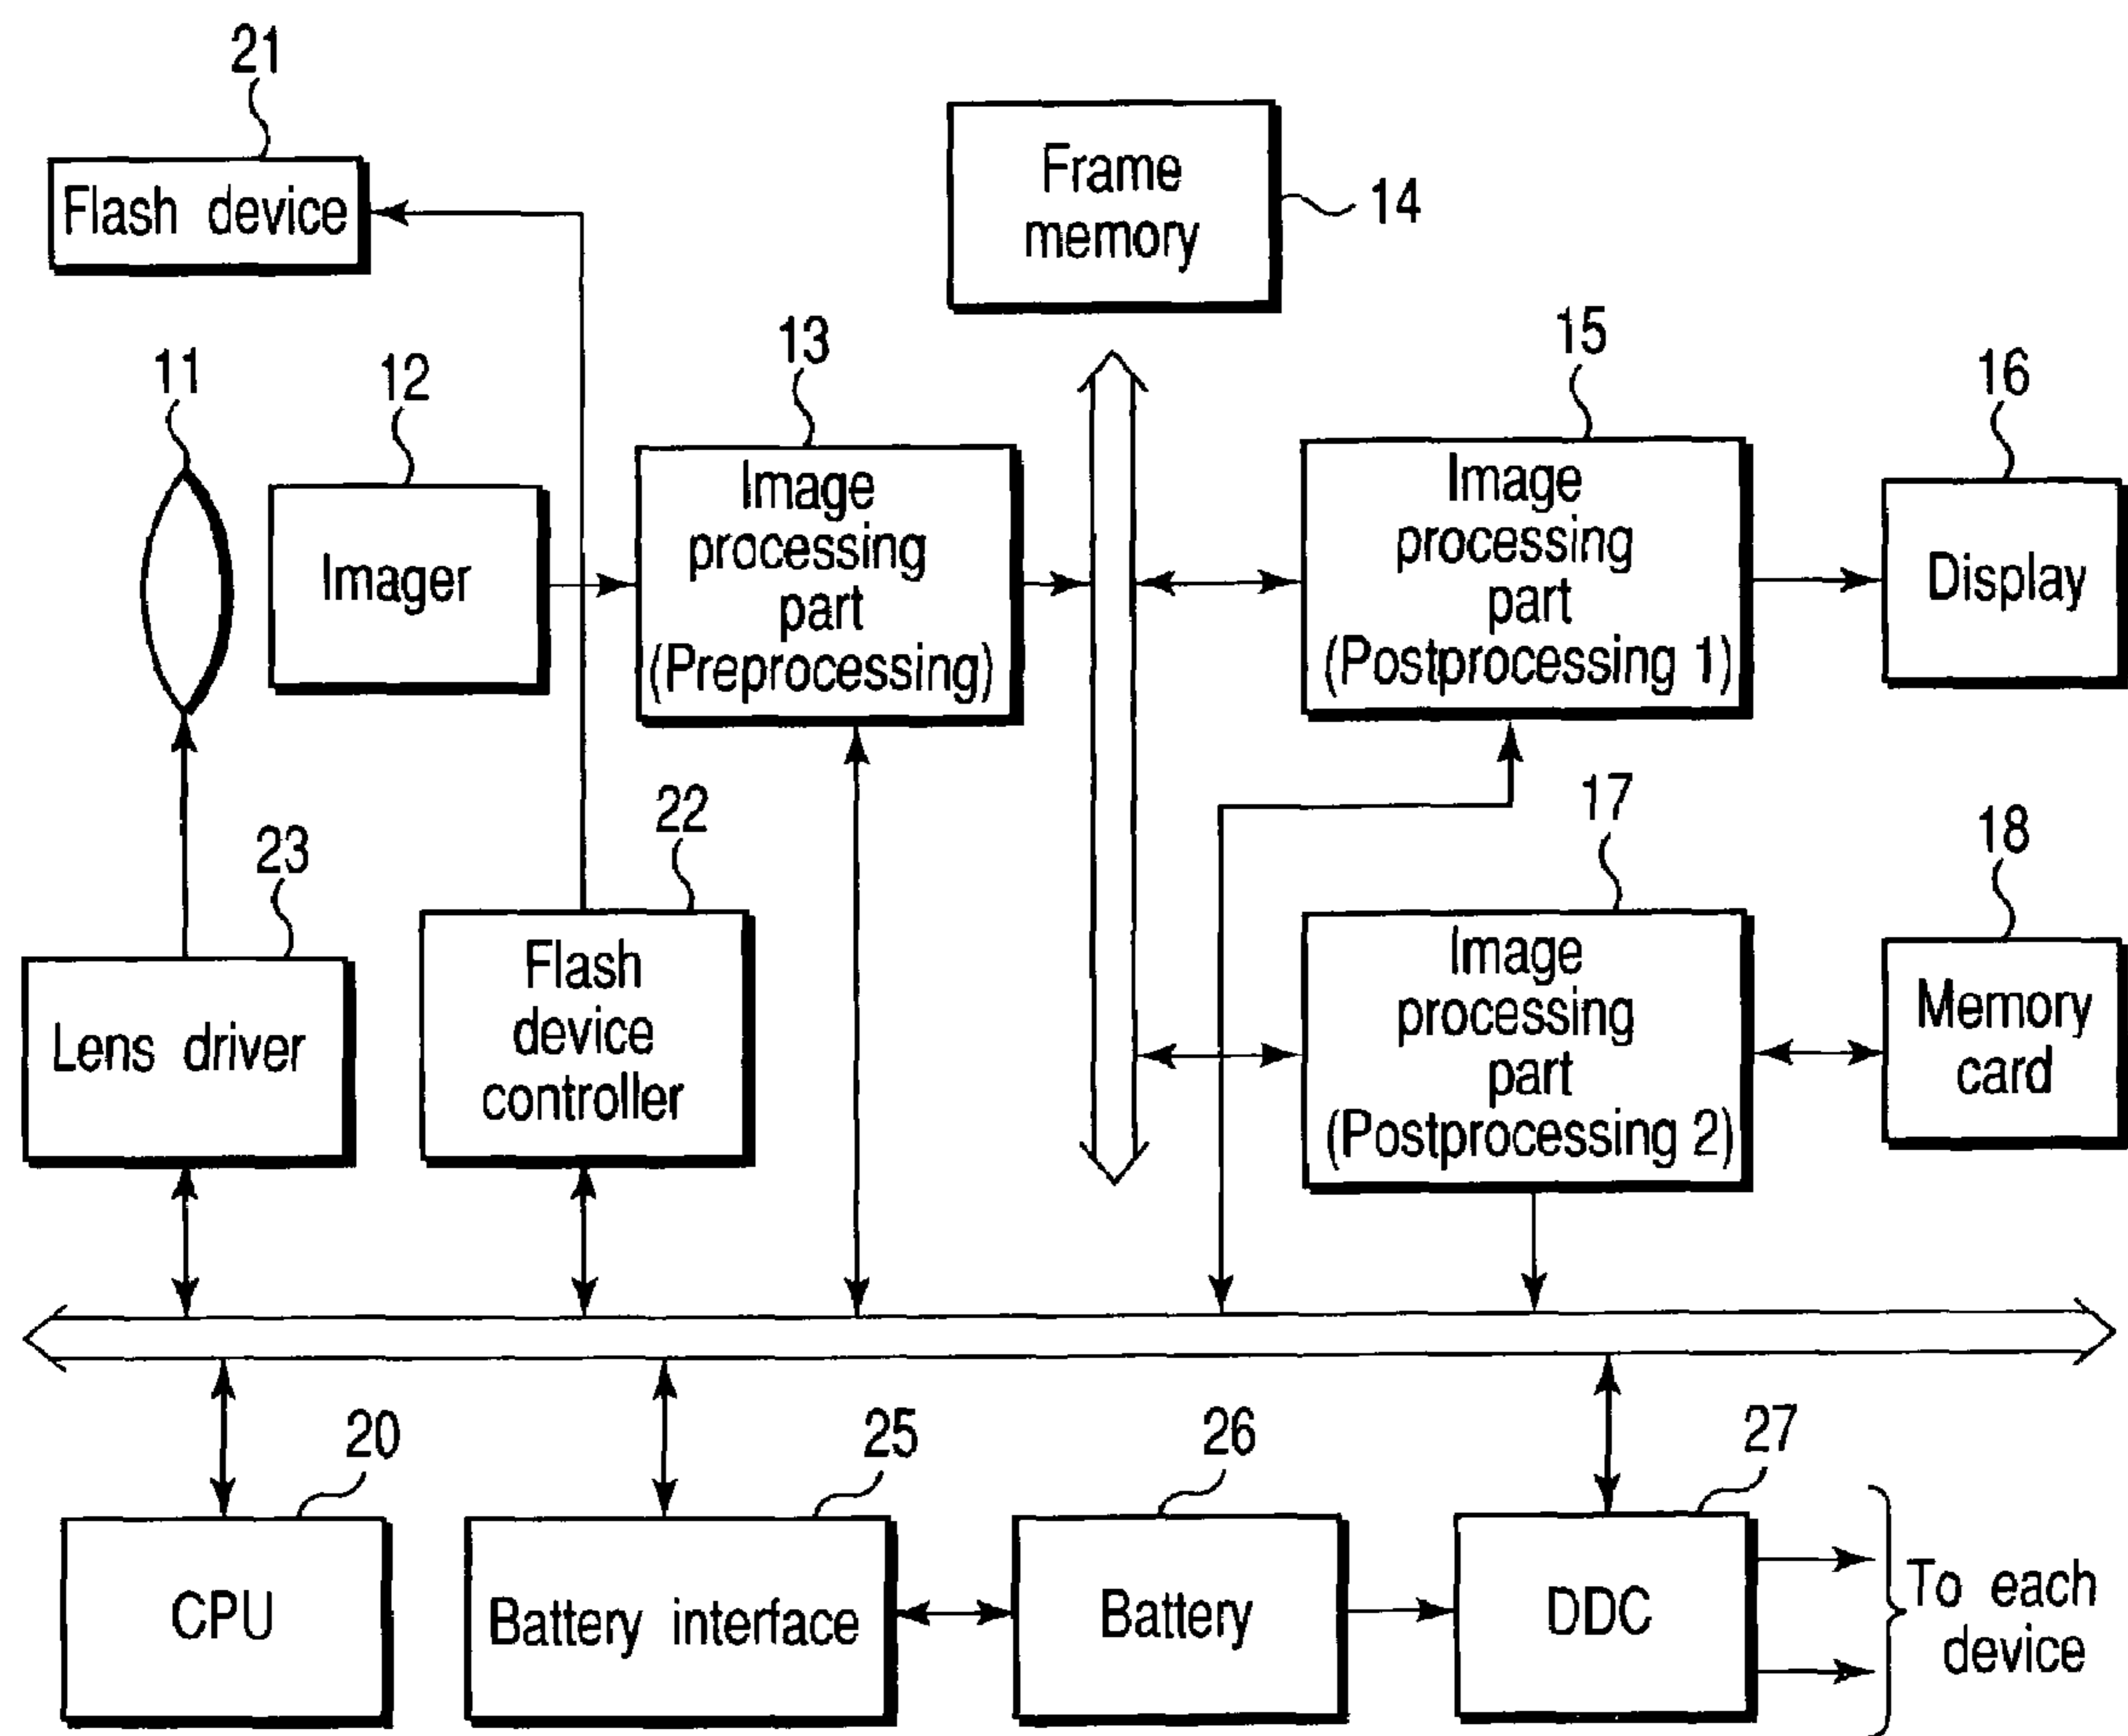 21
Flash device
Frame
memory
14
11
12
Imager
13
Image
processing
part
(Preprocessing)
15
Image
processing
part
(Postprocessing 1)
16
Display
23
Lens driver
22
Flash
device
controller
17
Image
processing
part
(Postprocessing 2)
18
Memory
card
20
CPU
25
Battery interface
26
Battery
27
DDC
To each
device